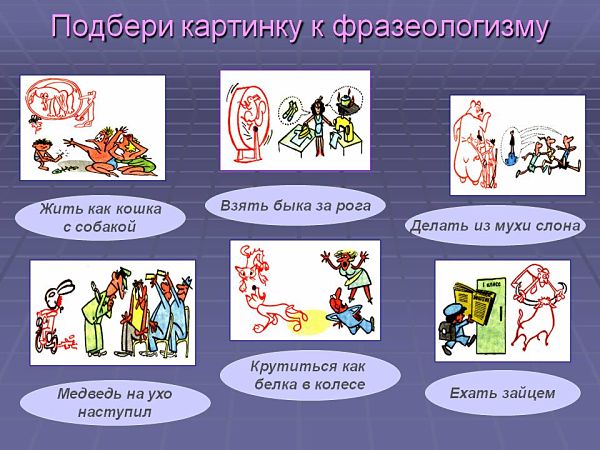 Подбери картинку к фразеологизму
Жить как кошка
с собакой
Взять быка за рога
Делать из мухи слона
Медведь на ухо
наступил
Крутиться как
белка в колесе
Ехать зайцем
1 класс